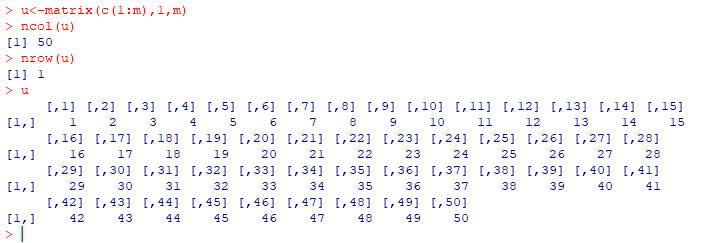 > u<-matrix(c(1:m),1,m)
> ncol(u)
[1] 50
> nrow(u)
[1] 1
> u
     [,1] [,2] [,3] [,4] [,5] [,6] [,7] [,8] [,9] [,10] [,11] [,12] [,13] [,14] [,15]
[1,]    1    2    3    4    5    6    7    8    9    10    11    12    13    14    15
     [,16] [,17] [,18] [,19] [,20] [,21] [,22] [,23] [,24] [,25] [,26] [,27] [,28]
[1,]    16    17    18    19    20    21    22    23    24    25    26    27    28
     [,29] [,30] [,31] [,32] [,33] [,34] [,35] [,36] [,37] [,38] [,39] [,40] [,41]
[1,]    29    30    31    32    33    34    35    36    37    38    39    40    41
     [,42] [,43] [,44] [,45] [,46] [,47] [,48] [,49] [,50]
[1,]    42    43    44    45    46    47    48    49    50
>